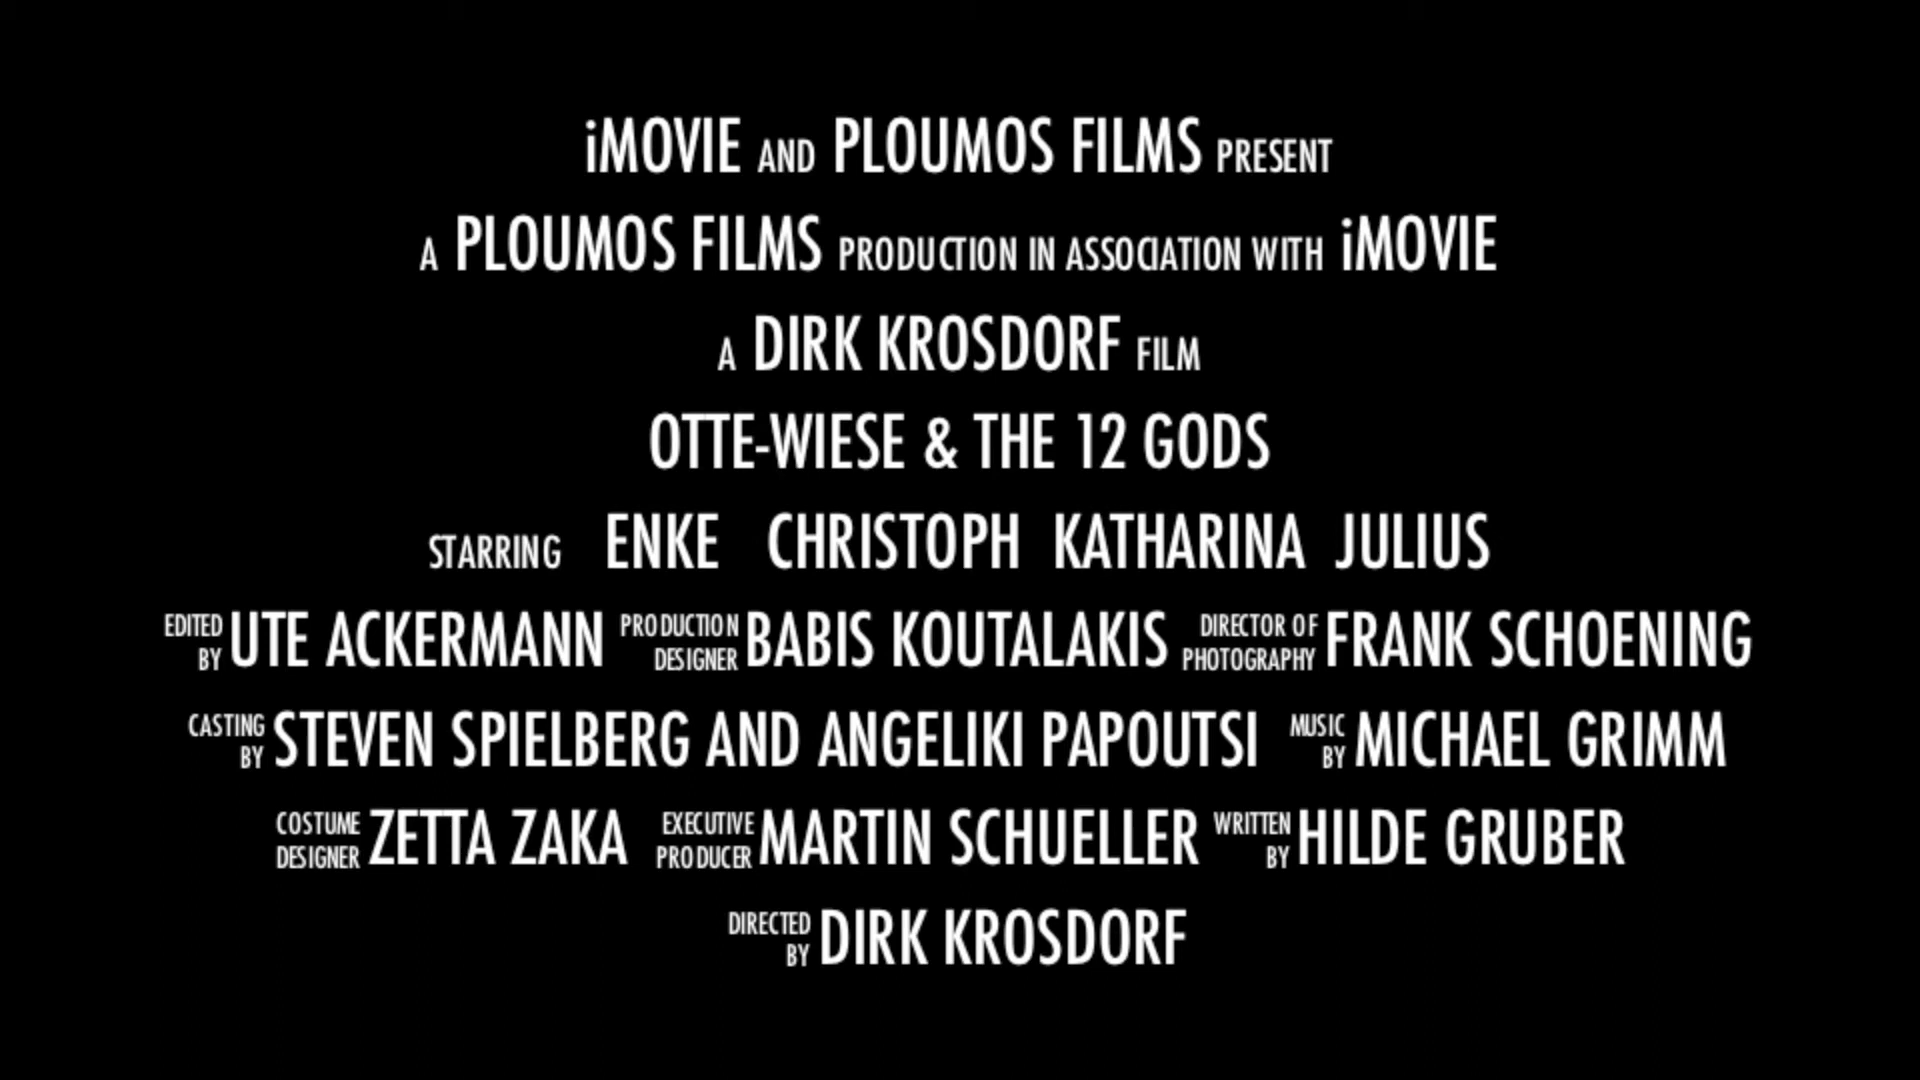 iMOVIE AND PLOUMOS FILMS PRESENT
A PLOUMOS FILMS PRODUCTION IN ASSOCIATION WITH iMOVIE
A DIRK KROSDORF FILM
OTTE-WIESE & THE 12 GODS
STARRING ENKE CHRISTOPH KATHARINA JULIUS
EDITED BY UTE ACKERMANN PRODUCTION DESIGNER BABIS KOUTALAKIS DIRECTOR OF PHOTOGRAPHY FRANK SCHOENING
CASTING BY STEVEN SPIELBERG AND ANGELIKI PAPOUTSI MUSIC BY MICHAEL GRIMM
COSTUME DESIGNER ZETTA ZAKA EXECUTIVE PRODUCER MARTIN SCHUELLER WRITTEN BY HILDE GRUBER
DIRECTED BY DIRK KROSDORF